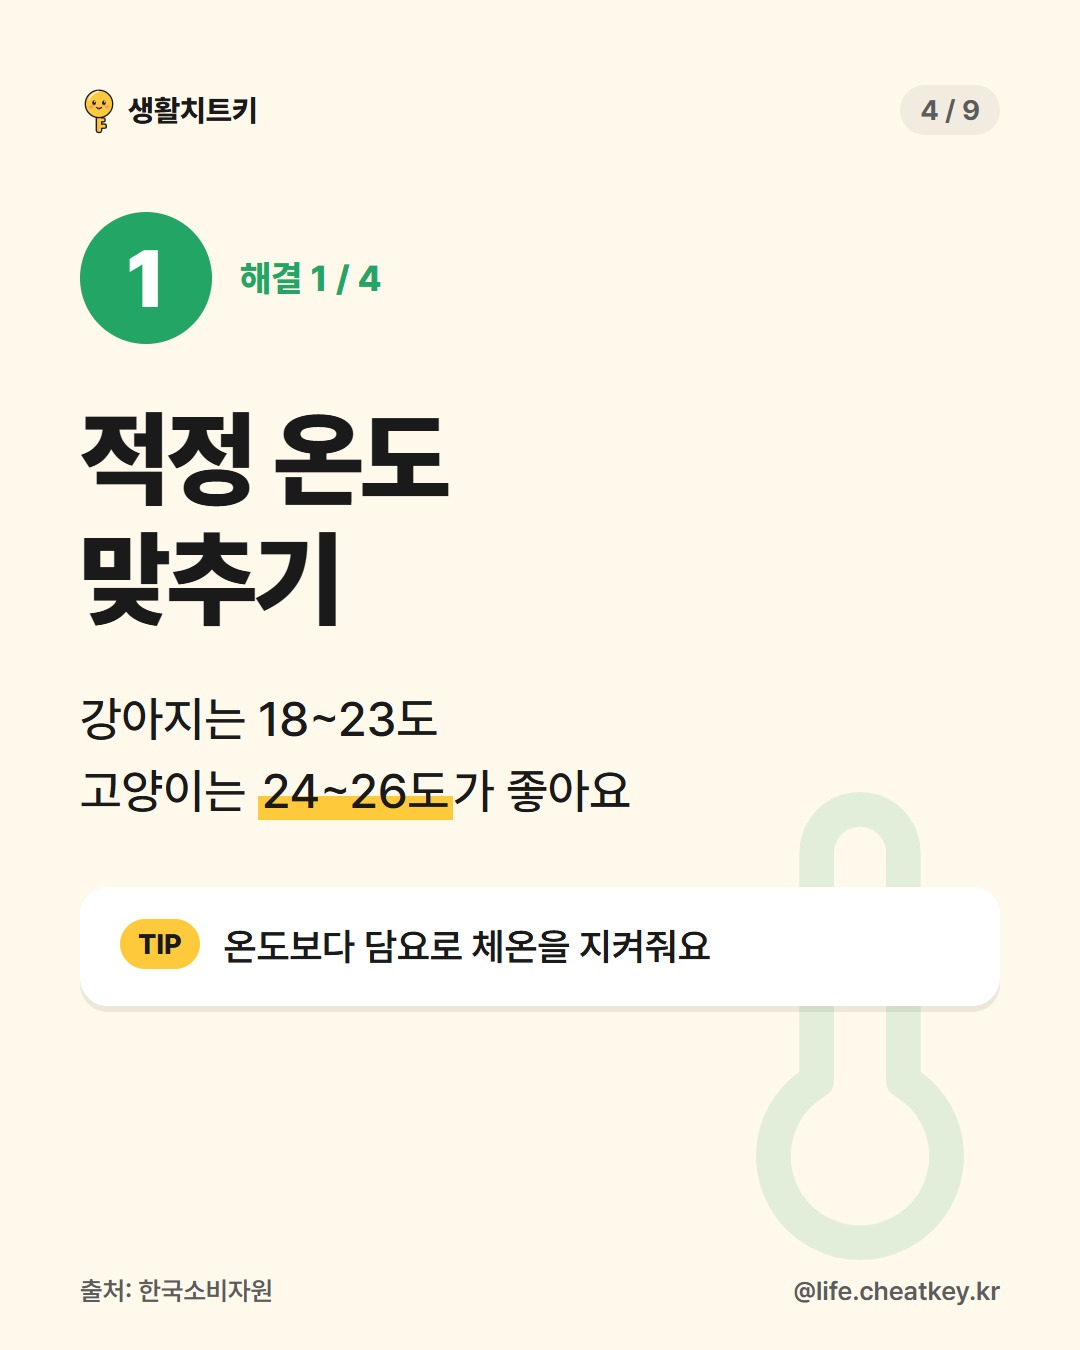 생활치트키
4 / 9
1
해결 1 / 4
적정 온도
맞추기
강아지는 18~23도
고양이는 24~26도가 좋아요
TIP 온도보다 담요로 체온을 지켜줘요
출처: 한국소비자원
@life.cheatkey.kr